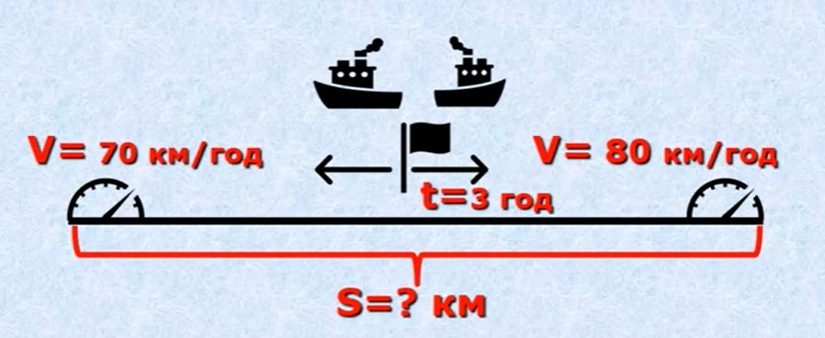 V= 70 км/год
V= 80 км/год
t=3 год
S=? км